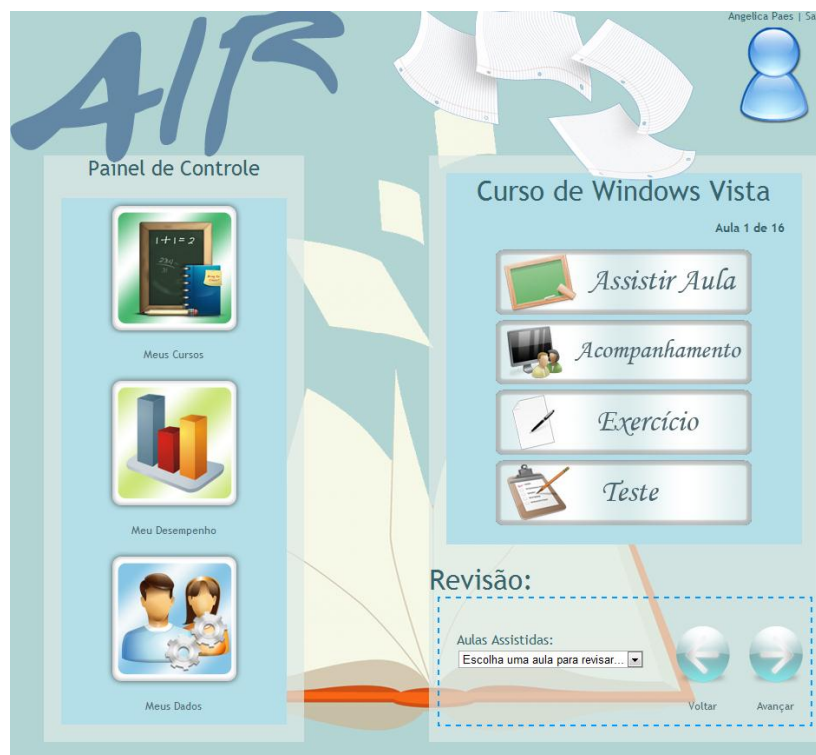 AIR
Angelica Paes | Sa
Painel de Controle
1+1=2
Meus Cursos
Meu Desempenho
Meus Dados
Curso de Windows Vista
Aula 1 de 16
Assistir Aula
Acompanhamento
Exercício
Teste
Revisão:
Aulas Assistidas:
Escolha uma aula para revisar...
Voltar
Avançar